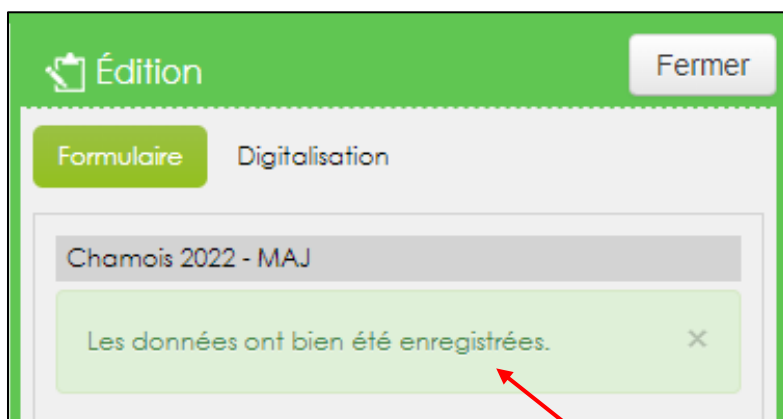 Édition
Fermer
Formulaire Digitalisation
Chamois 2022 - MAJ
Les données ont bien été enregistrées. ×